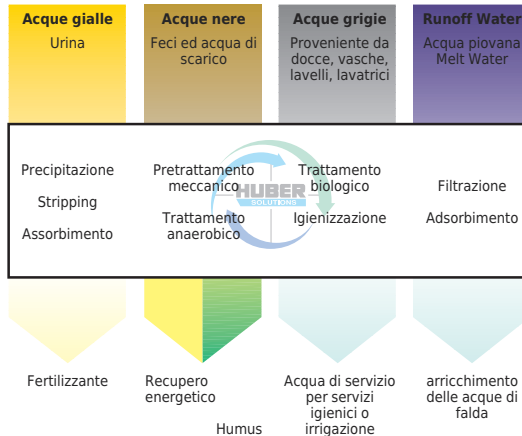 Acque gialle
Urina
Acque nere
Feci ed acqua di
scarico
Acque grigie
Proveniente da
docce, vasche,
lavelli, lavatrici
Runoff Water
Acqua piovana
Melt Water
Precipitazione
Stripping
Assorbimento
Pretrattamento
meccanico
Trattamento
anaerobico
Trattamento
biologico
Igienizzazione
Filtrazione
Adsorbimento
HUBER
SOLUTIONS
Fertilizzante
Recupero
energetico
Humus
Acqua di servizio
per servizi
igienici o
irrigazione
arricchimento
delle acque di
falda